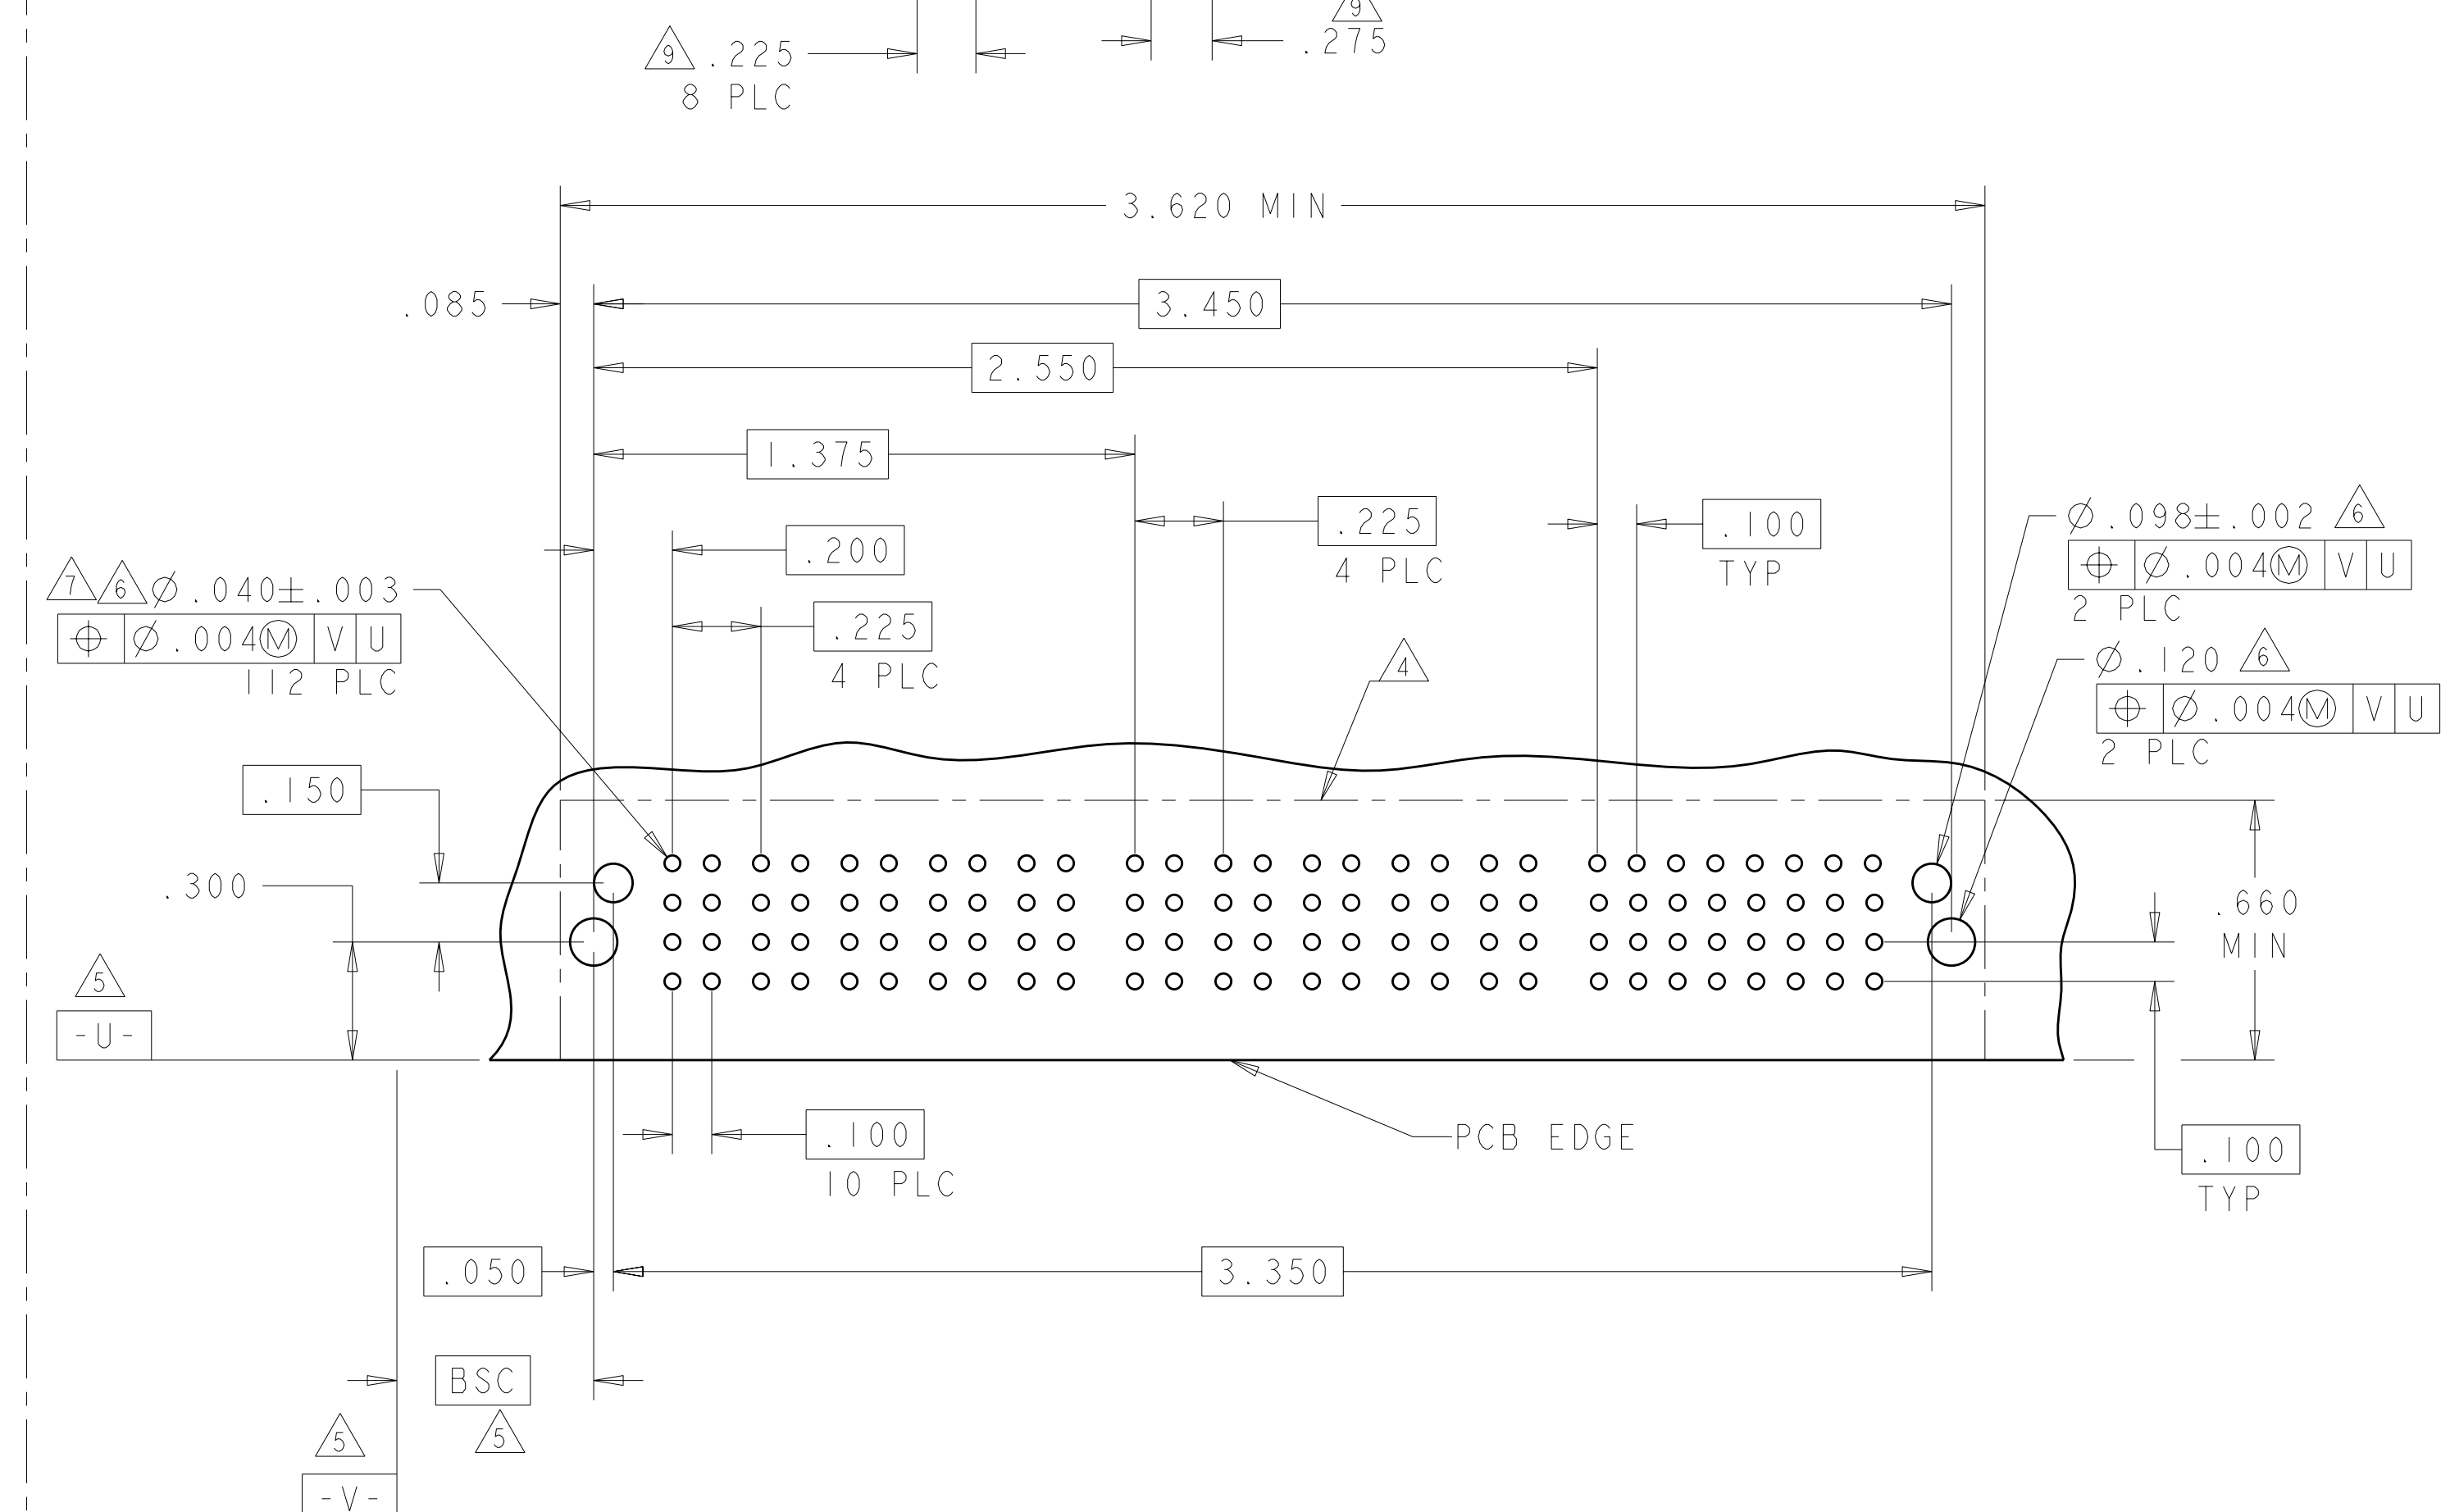 9
.275
9 .225
8 PLC
3.620 MIN
.085
3.450
2.550
1.375
.200
.225
4 PLC
.225
4 PLC
.100
TYP
7 6 ⌀.040±.003
⌖ ⌀.004Ⓜ V U
112 PLC
⌀.098±.002 6
⌖ ⌀.004Ⓜ V U
2 PLC
⌀.120 6
⌖ ⌀.004Ⓜ V U
2 PLC
4
.150
.300
.660
MIN
5
-U-
.100
10 PLC
PCB EDGE
.100
TYP
.050
3.350
BSC
5
5
-V-